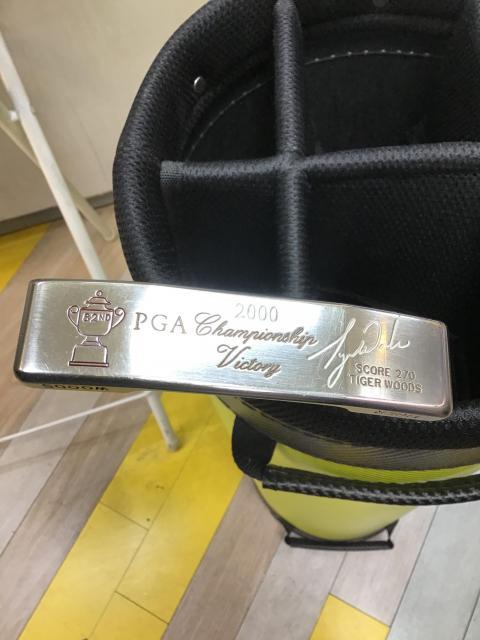 82ND
PGA
2000
Championship
Victory
SCORE 270
TIGER WOODS